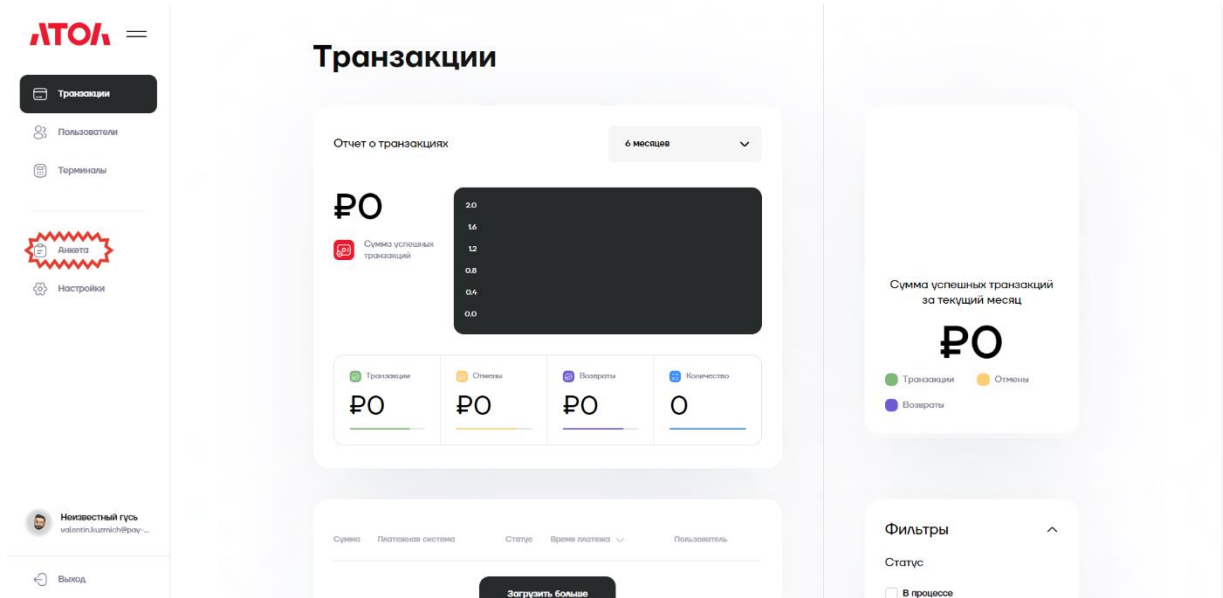 АТОЛ
Транзакции
Пользователи
Терминалы
Анкета
Настройки
Неизвестный гусь
valentin.kuzmich@pay-...
Выход
Транзакции
Отчет о транзакциях
6 месяцев
₽0
Сумма успешных
транзакций
2.0
1.6
1.2
0.8
0.4
0.0
Транзакции
₽0
Отмены
₽0
Возвраты
₽0
Количество
0
Сумма Платежная система Статус Время платежа Пользователь
Загрузить больше
Сумма успешных транзакций
за текущий месяц
₽0
Транзакции Отмены
Возвраты
Фильтры
Статус
В процессе